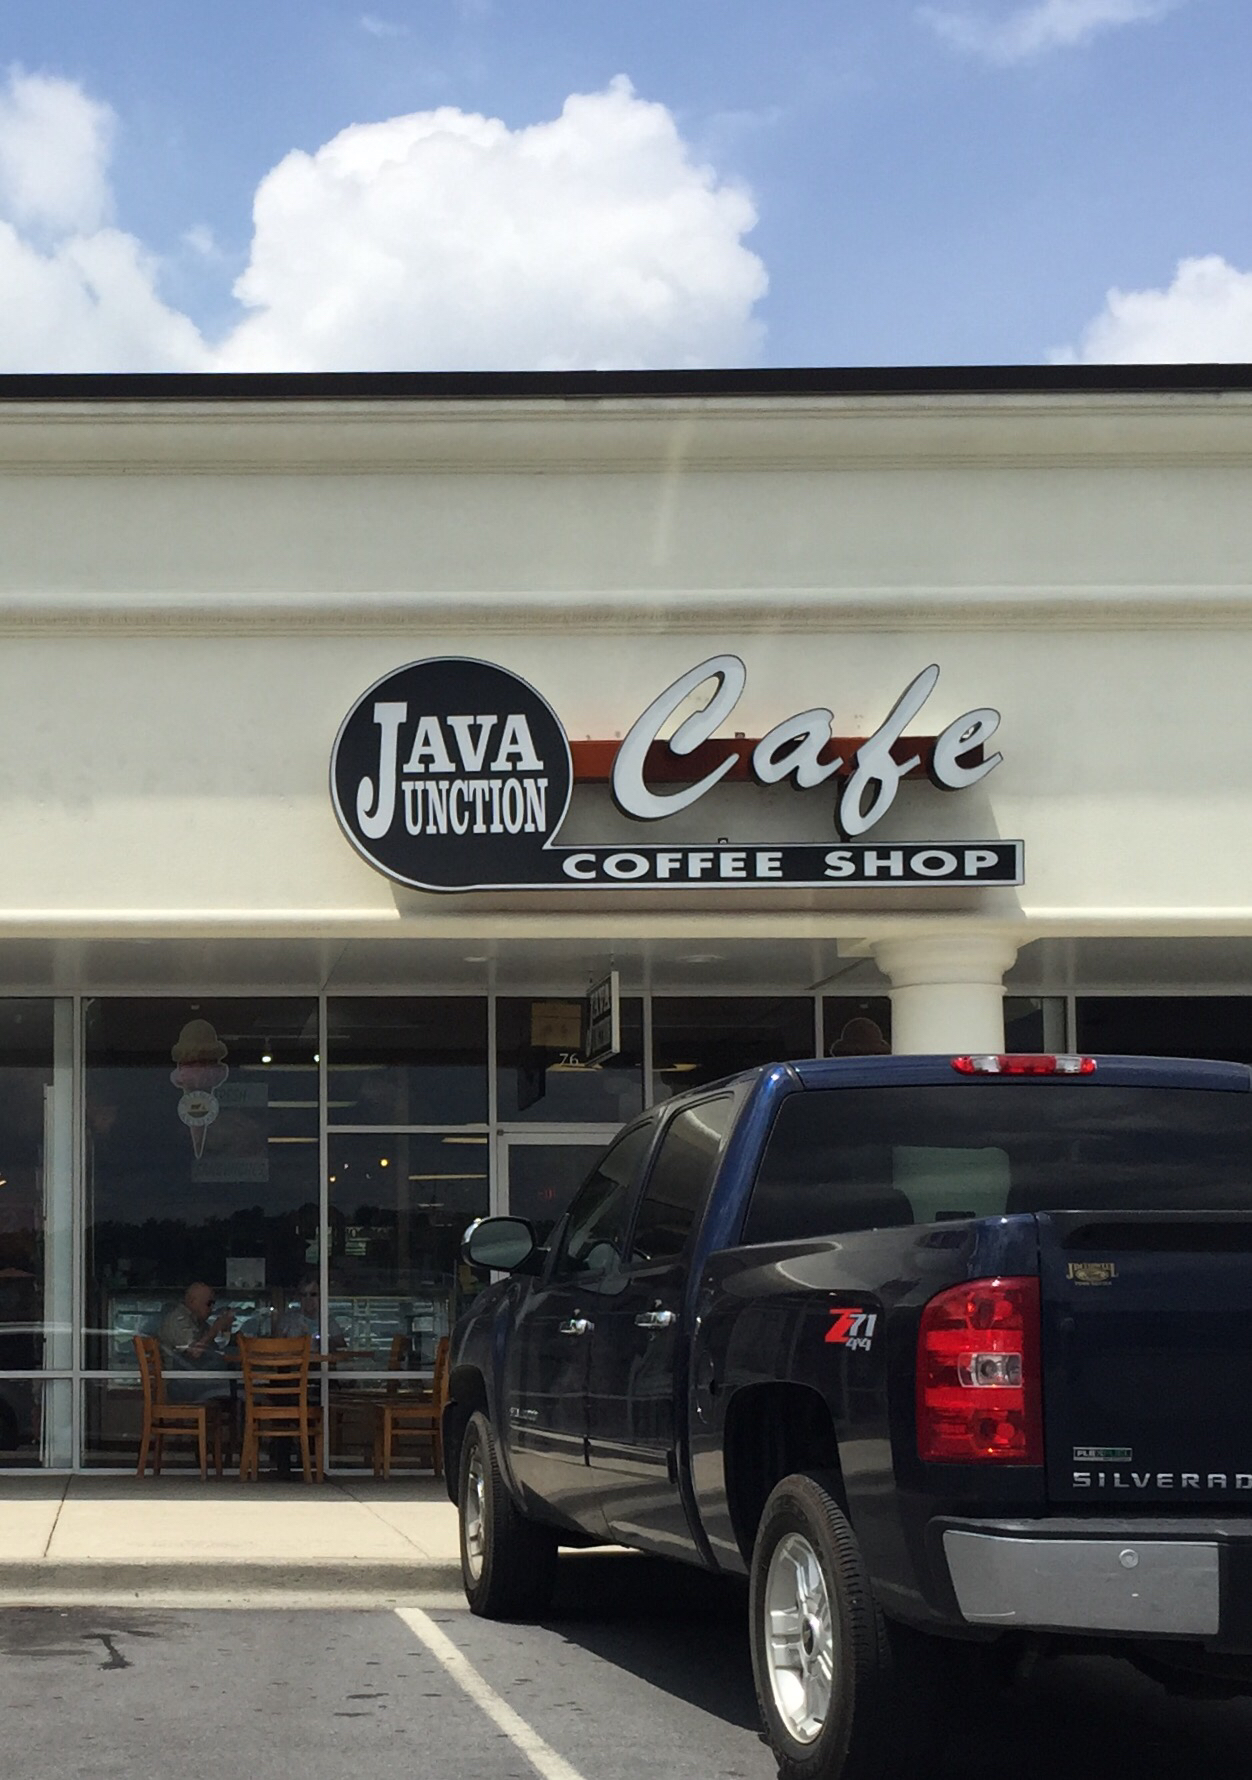 JAVA
JUNCTION
Cafe
COFFEE SHOP
76
Z71
4x4
SILVERAD